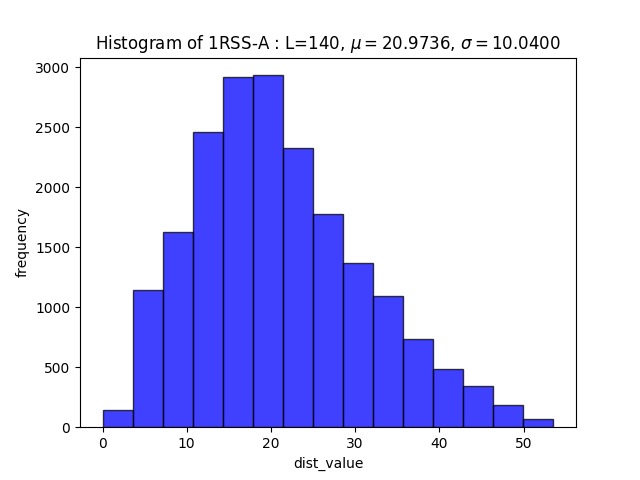 Histogram of 1RSS-A : L=140, μ = 20.9736, σ = 10.0400
3000
2500
2000
1500
1000
500
0
frequency
0 10 20 30 40 50
dist_value